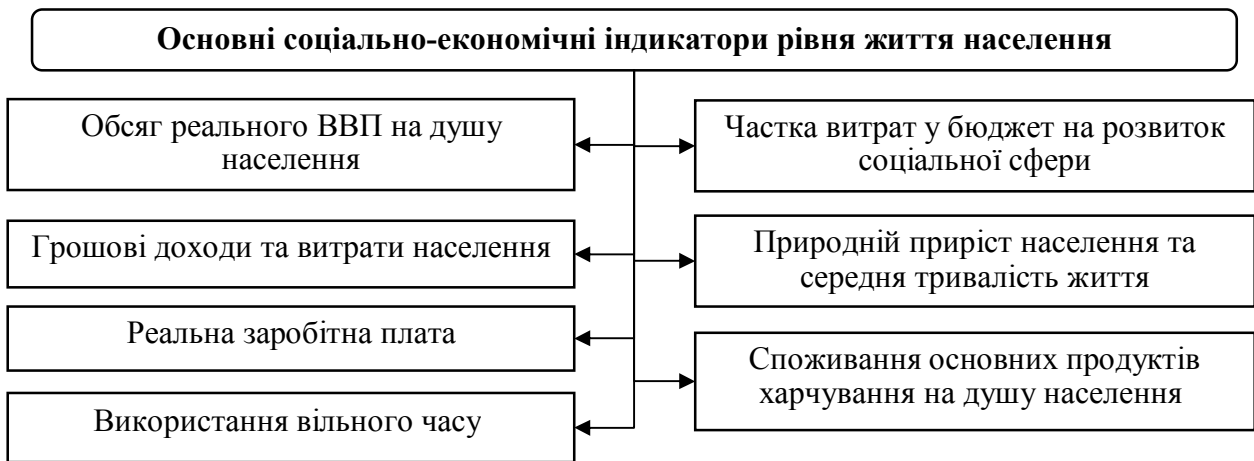 Основні соціально-економічні індикатори рівня життя населення
Обсяг реального ВВП на душу
населення
Грошові доходи та витрати населення
Реальна заробітна плата
Використання вільного часу
Частка витрат у бюджет на розвиток
соціальної сфери
Природній приріст населення та
середня тривалість життя
Споживання основних продуктів
харчування на душу населення